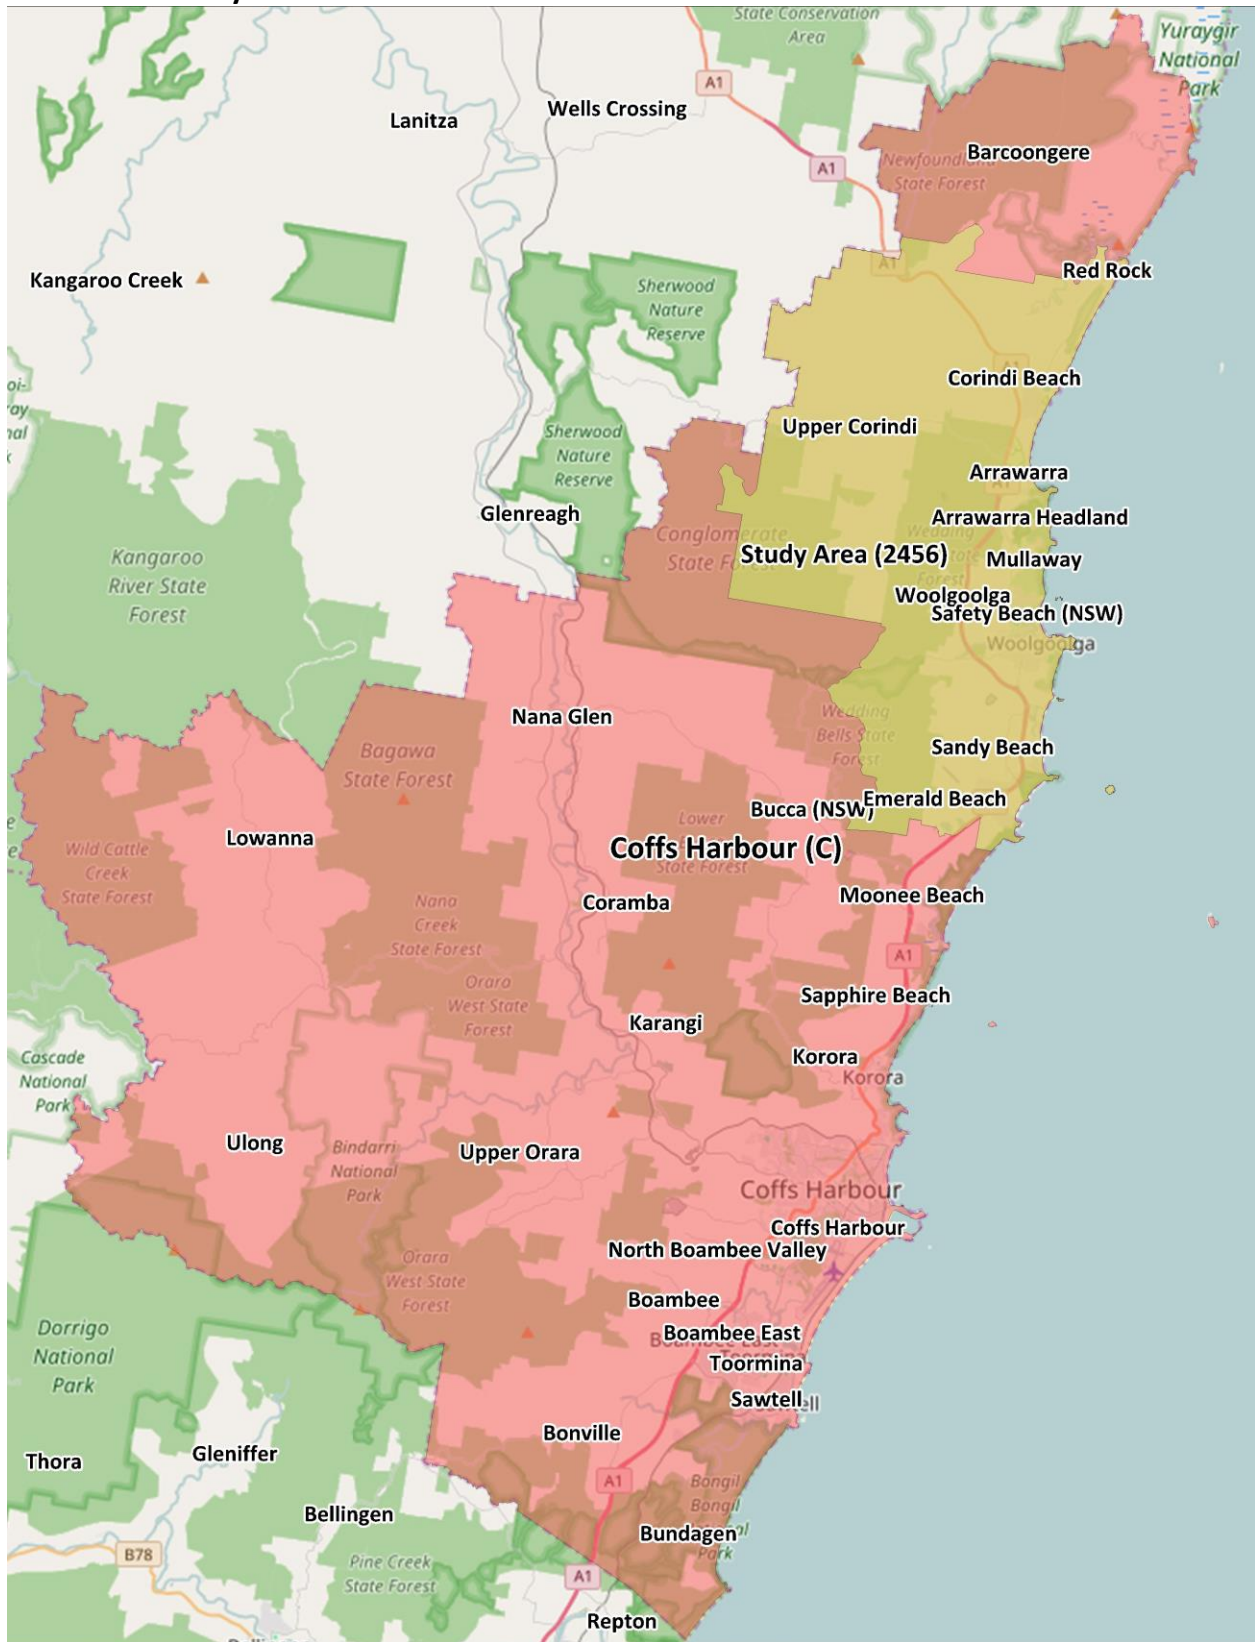 State Conservation
Area
Yuraygir
National
Park
A1
Wells Crossing
Lanitza
Barcoongere
Newfoundland
State Forest
A1
A1
Red Rock
Kangaroo Creek
Sherwood
Nature
Reserve
A1
Corindi Beach
Upper Corindi
Sherwood
Nature
Reserve
Arrawarra
A1
Glenreagh
Arrawarra Headland
Conglomerate
State Forest
Study Area (2456)
Mullaway
Kangaroo
River State
Forest
Woolgoolga
Safety Beach (NSW)
Woolgoolga
Nana Glen
Wedding
Bells State
Forest
Bagawa
State Forest
Sandy Beach
Emerald Beach
Bucca (NSW)
Lower
State Forest
Lowanna
Coffs Harbour (C)
Wild Cattle
Creek
State Forest
Moonee Beach
Coramba
Nana
Creek
State Forest
A1
Orara
West State
Forest
Sapphire Beach
Karangi
Korora
Korora
Cascade
National
Park
Ulong
Bindarri
National
Park
Upper Orara
Coffs Harbour
Coffs Harbour
North Boambee Valley
Orara
West State
Forest
Boambee
Dorrigo
National
Park
Boambee East
Boambee East
Toormina
Sawtell
Bonville
Gleniffer
Thora
A1
Bongil
Bongil
National
Park
Bellingen
Bundagen
B78
Pine Creek
State Forest
A1
Repton